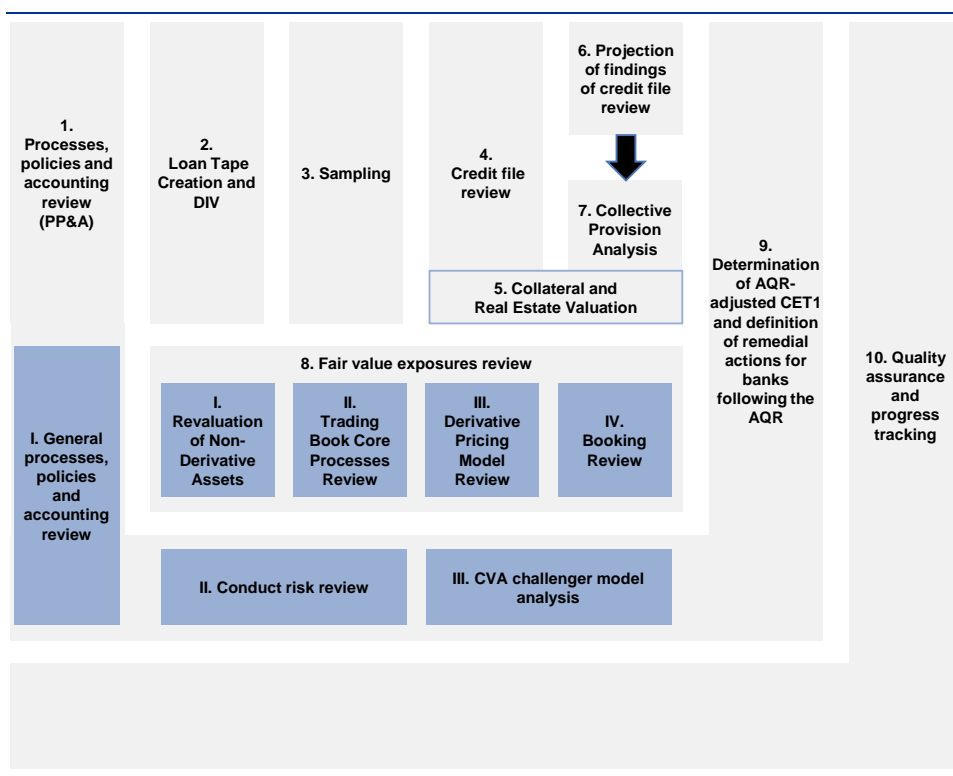 1.
Processes,
policies and
accounting
review
(PP&A)
2.
Loan Tape
Creation and
DIV
3. Sampling
4.
Credit file
review
6. Projection
of findings
of credit file
review
7. Collective
Provision
Analysis
5. Collateral and
Real Estate Valuation
8. Fair value exposures review
I.
Revaluation
of Non-
Derivative
Assets
II.
Trading
Book Core
Processes
Review
III.
Derivative
Pricing
Model
Review
IV.
Booking
Review
I. General
processes,
policies
and
accounting
review
II. Conduct risk review
III. CVA challenger model
analysis
9.
Determination
of AQR-
adjusted CET1
and definition
of remedial
actions for
banks
following the
AQR
10. Quality
assurance
and
progress
tracking